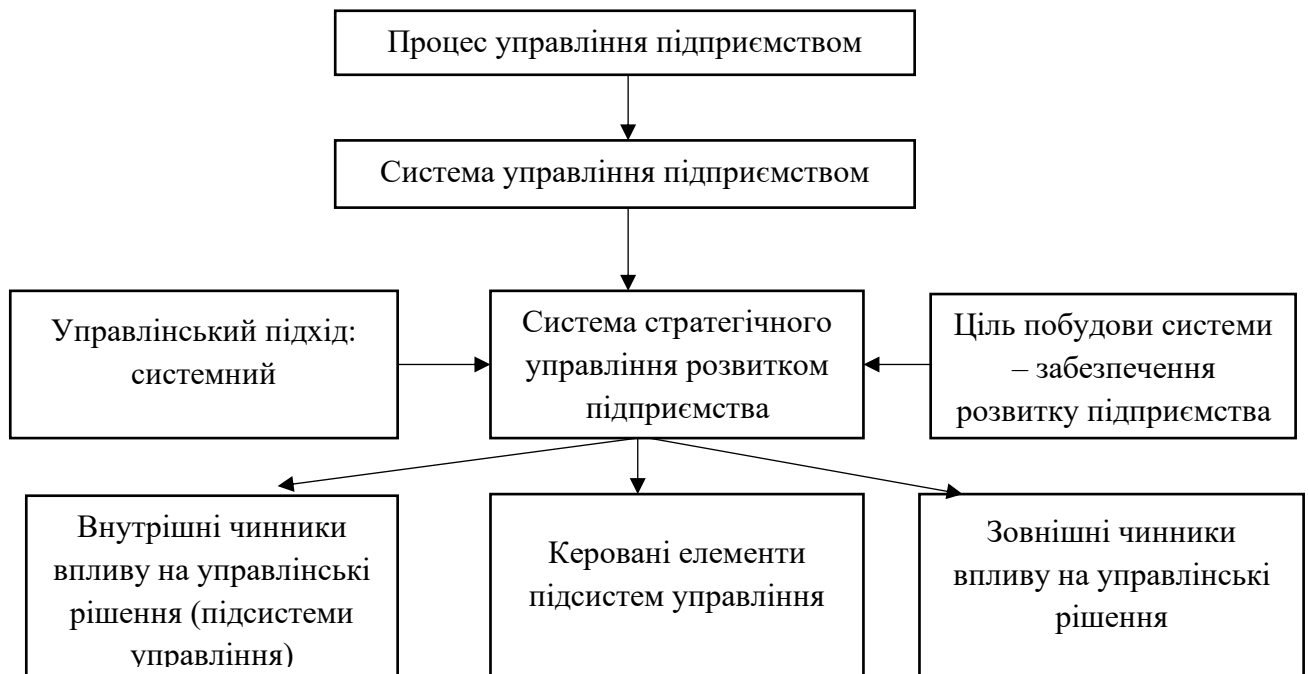 Процес управління підприємством
Система управління підприємством
Управлінський підхід:
системний
Система стратегічного
управління розвитком
підприємства
Ціль побудови системи
– забезпечення
розвитку підприємства
Внутрішні чинники
впливу на управлінські
рішення (підсистеми
управління)
Керовані елементи
підсистем управління
Зовнішні чинники
впливу на управлінські
рішення